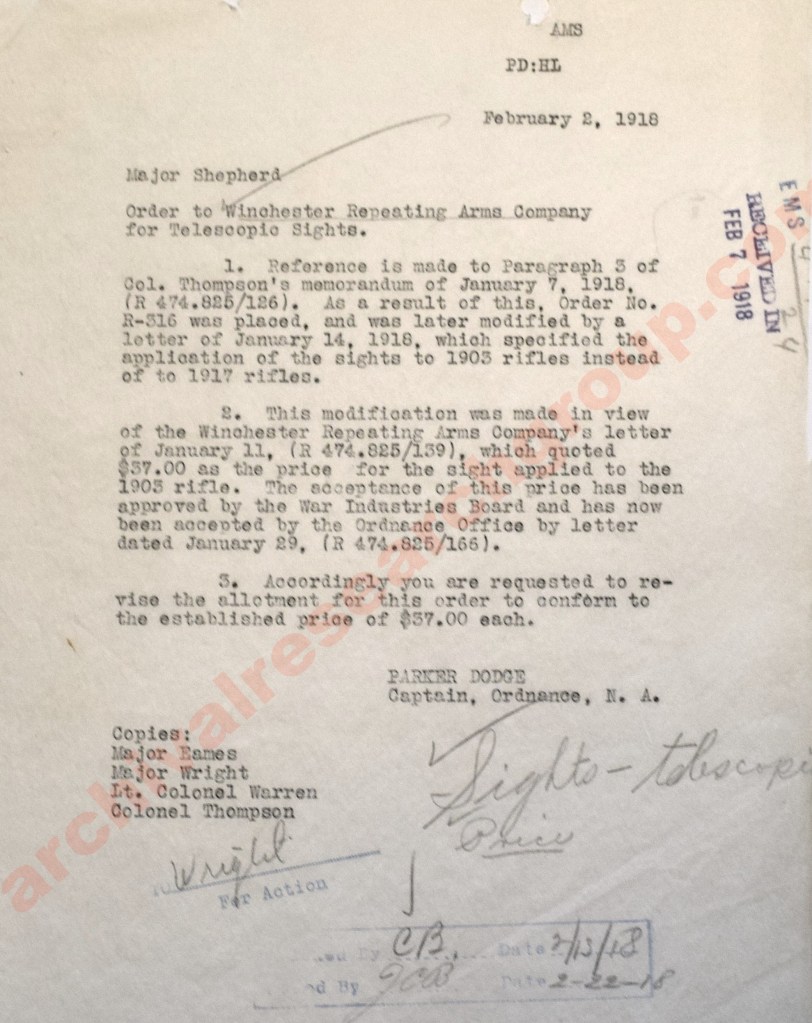 AMS
PD:HL
February 2, 1918
Major Shepherd
Order to Winchester Repeating Arms Company
for Telescopic Sights.
1. Reference is made to Paragraph 3 of
Col. Thompson's memorandum of January 7, 1918,
(R 474.825/126). As a result of this, Order No.
R-316 was placed, and was later modified by a
letter of January 14, 1918, which specified the
application of the sights to 1903 rifles instead
of to 1917 rifles.
2. This modification was made in view
of the Winchester Repeating Arms Company's letter
of January 11, (R 474.825/139), which quoted
$37.00 as the price for the sight applied to the
1903 rifle. The acceptance of this price has been
approved by the War Industries Board and has now
been accepted by the Ordnance Office by letter
dated January 29, (R 474.825/166).
3. Accordingly you are requested to re-
vise the allotment for this order to conform to
the established price of $37.00 each.
PARKER DODGE
Captain, Ordnance, N. A.
Copies:
Major Eames
Major Wright
Lt. Colonel Warren
Colonel Thompson
EMS
RECEIVED IN
FEB 7 1918
Sights - telescopi
Price
Wright
For Action
By CB. Date 2/13/18
By JCB Date 2-22-18
archivalresearchgroup.com